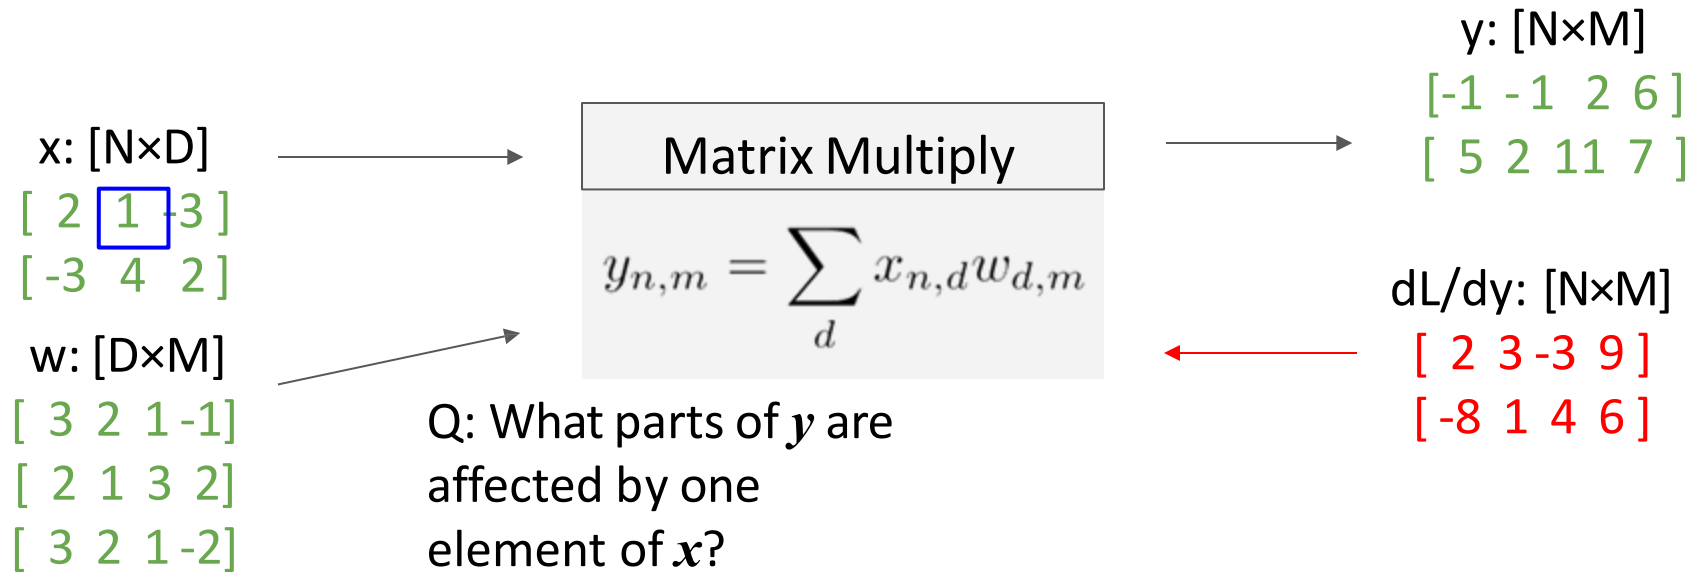 x: [N×D]
[ 2 1 -3 ]
[ -3 4 2 ]
w: [D×M]
[ 3 2 1 -1]
[ 2 1 3 2]
[ 3 2 1 -2]
Matrix Multiply
y_{n,m} = \sum_d x_{n,d} w_{d,m}
Q: What parts of y are
affected by one
element of x?
y: [N×M]
[-1 - 1 2 6 ]
[ 5 2 11 7 ]
dL/dy: [N×M]
[ 2 3 -3 9 ]
[ -8 1 4 6 ]